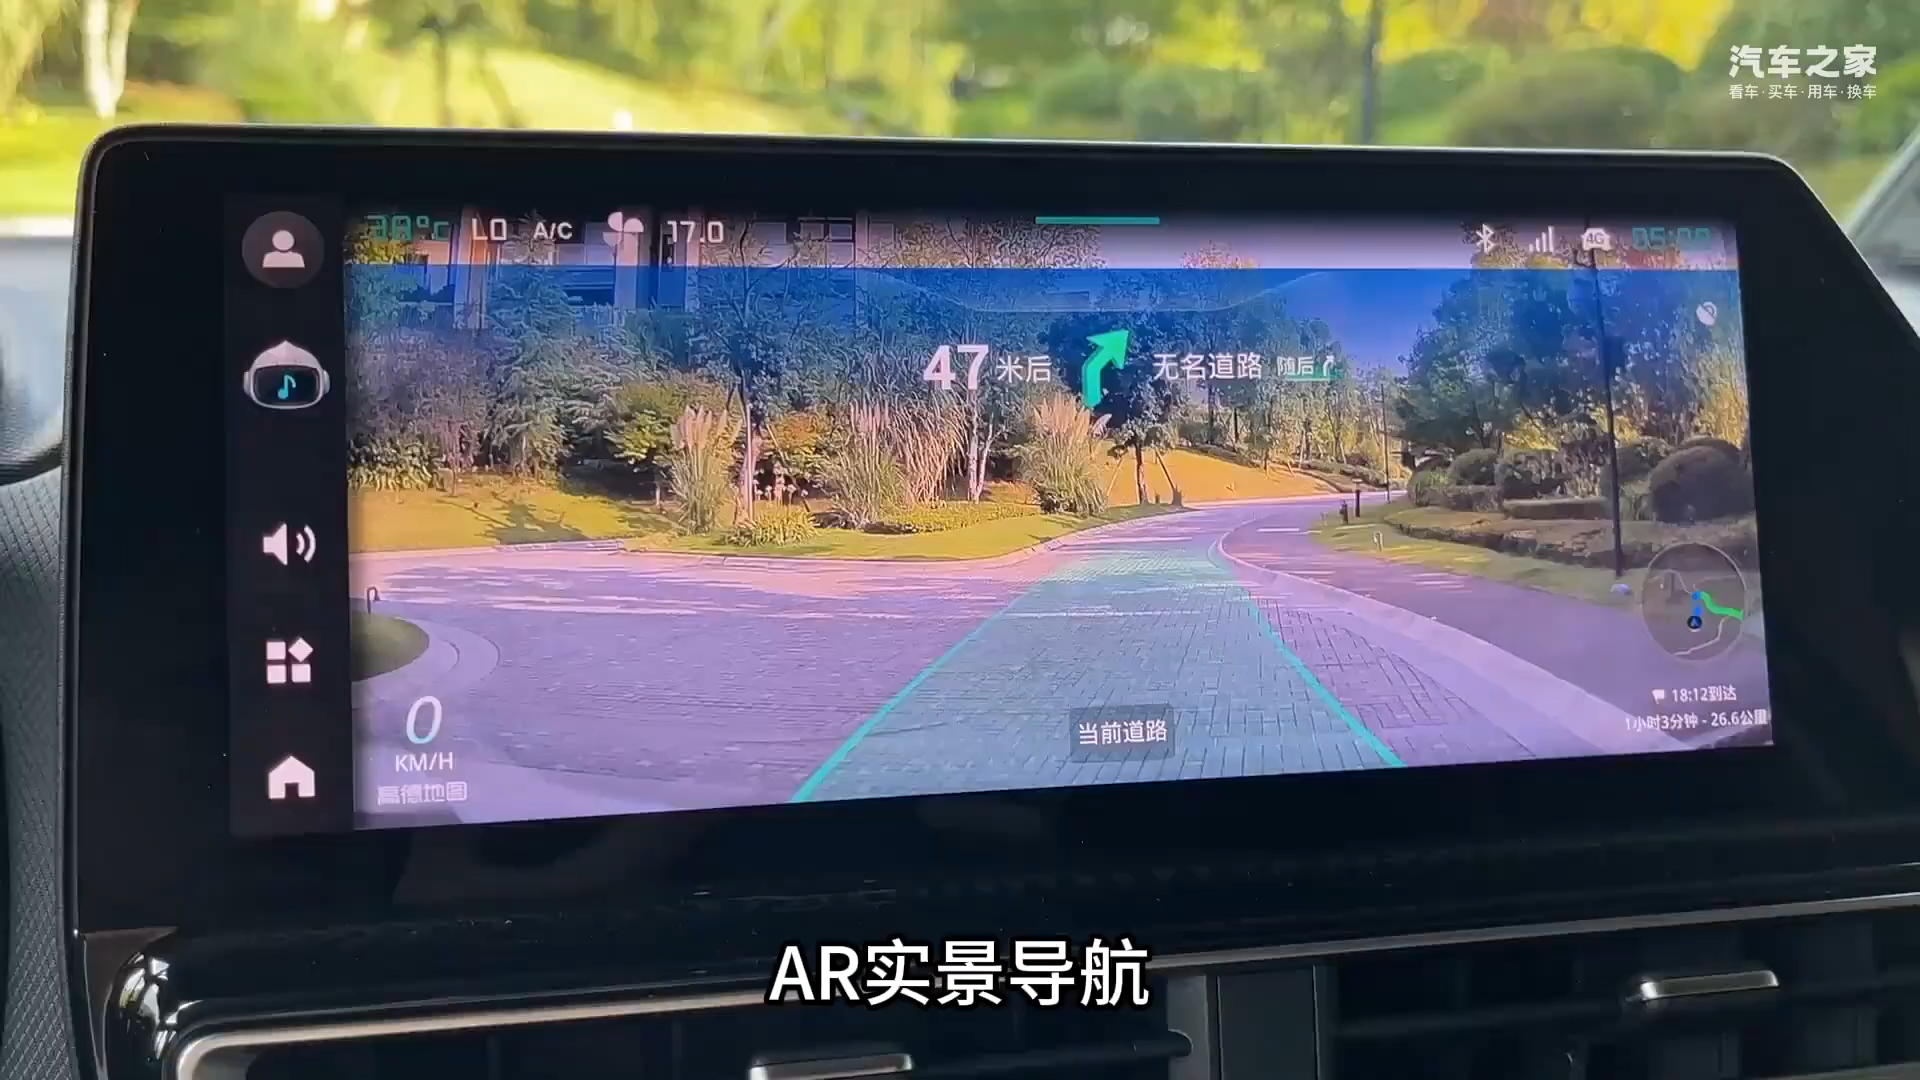 汽车之家
看车·买车·用车·换车
LO A/C 17.0
4G
47米后 无名道路 随后
当前道路
0
KM/H
高德地图
18:12到达
1小时3分钟 - 26.6公里
AR实景导航